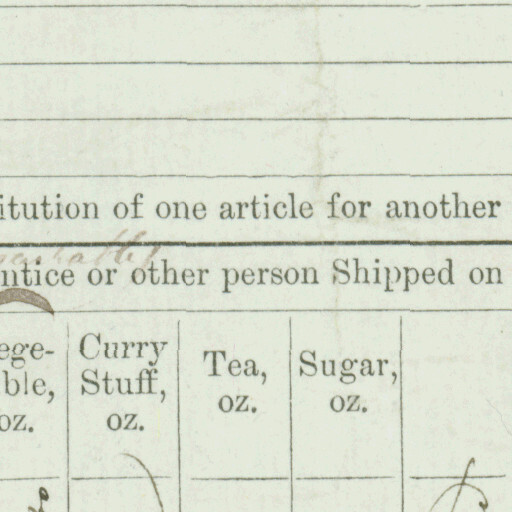 itution of one article for another
ntice or other person Shipped on
ege-
ble,
oz.
Curry
Stuff,
oz.
Tea,
oz.
Sugar,
oz.